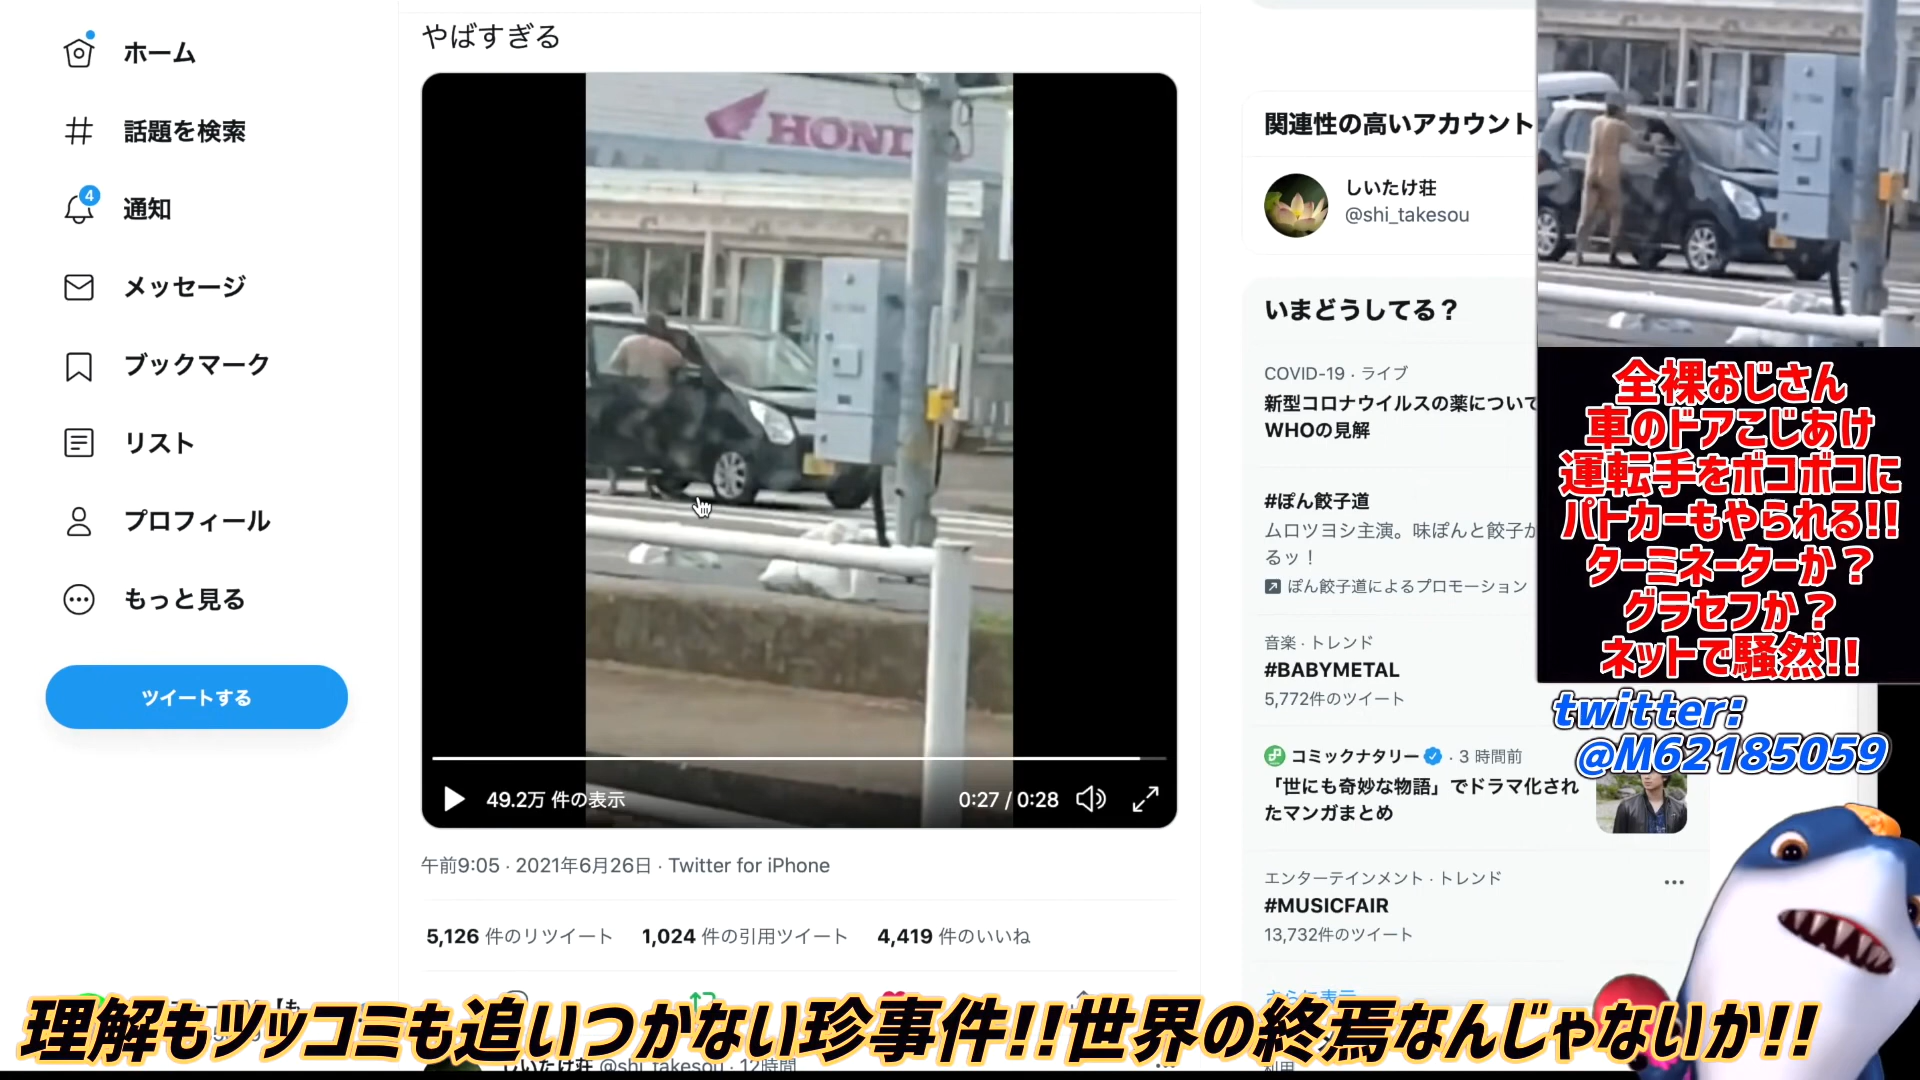 ホーム
話題を検索
4
通知
メッセージ
ブックマーク
リスト
プロフィール
もっと見る
ツイートする
やばすぎる
HOND
49.2万 件の表示
0:27 / 0:28
午前9:05 · 2021年6月26日 · Twitter for iPhone
5,126 件のリツイート 1,024 件の引用ツイート 4,419 件のいいね
しいたけ荘 @shi_takesou · 12時間
関連性の高いアカウント
しいたけ荘
@shi_takesou
いまどうしてる？
COVID-19 · ライブ
新型コロナウイルスの薬について
WHOの見解
#ぽん餃子道
ムロツヨシ主演。味ぽんと餃子か
るッ！
ぽん餃子道によるプロモーション
音楽 · トレンド
#BABYMETAL
5,772件のツイート
コミックナタリー · 3 時間前
「世にも奇妙な物語」でドラマ化され
たマンガまとめ
エンターテインメント · トレンド
#MUSICFAIR
13,732件のツイート
さらに表示
全裸おじさん
車のドアこじあけ
運転手をボコボコに
パトカーもやられる!!
ターミネーターか？
グラセフか？
ネットで騒然!!
twitter:
@M62185059
理解もツッコミも追いつかない珍事件!!世界の終焉なんじゃないか!!